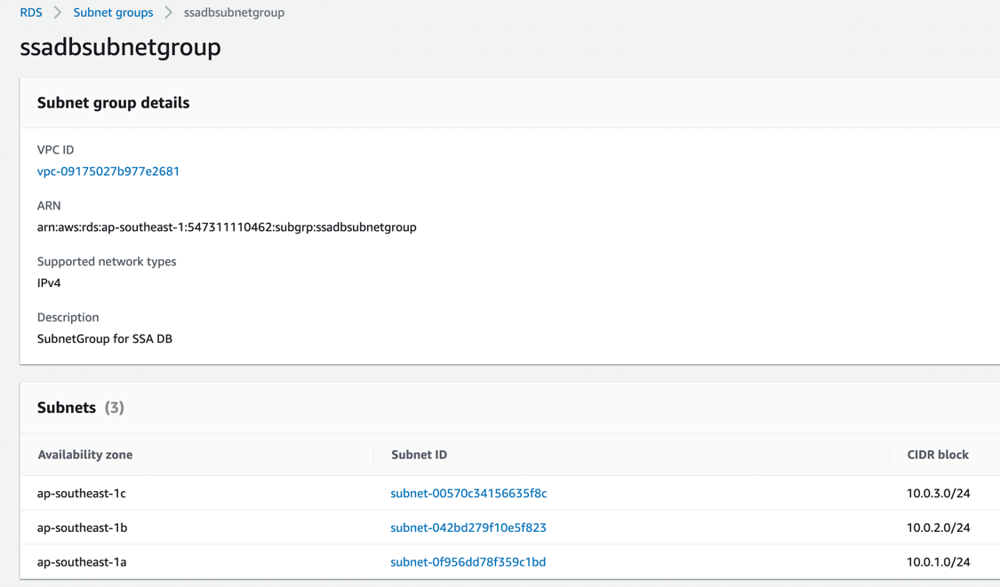 RDS > Subnet groups > ssadbsubnetgroup
ssadbsubnetgroup
Subnet group details
VPC ID
vpc-09175027b977e2681
ARN
arn:aws:rds:ap-southeast-1:547311110462:subgrp:ssadbsubnetgroup
Supported network types
IPv4
Description
SubnetGroup for SSA DB
Subnets (3)
Availability zone Subnet ID CIDR block
ap-southeast-1c subnet-00570c34156635f8c 10.0.3.0/24
ap-southeast-1b subnet-042bd279f10e5f823 10.0.2.0/24
ap-southeast-1a subnet-0f956dd78f359c1bd 10.0.1.0/24